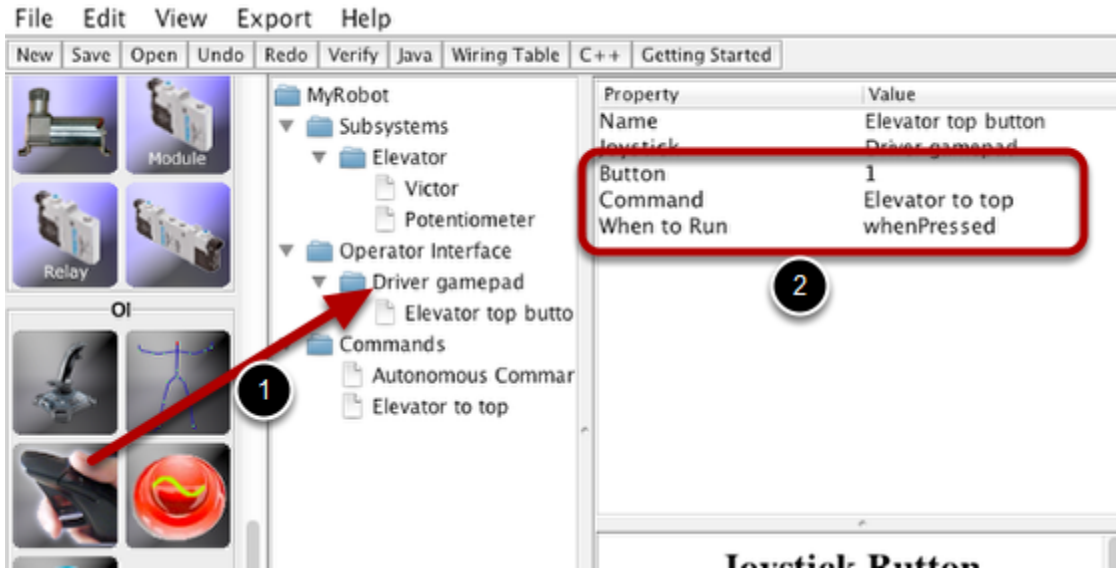 File Edit View Export Help
New Save Open Undo Redo Verify Java Wiring Table C++ Getting Started
Module
Relay
OI
MyRobot
Subsystems
Elevator
Victor
Potentiometer
Operator Interface
Driver gamepad
Elevator top butto
Commands
Autonomous Commar
Elevator to top
1
Property Value
Name Elevator top button
Joystick Driver gamepad
Button 1
Command Elevator to top
When to Run whenPressed
2
Joystick Button